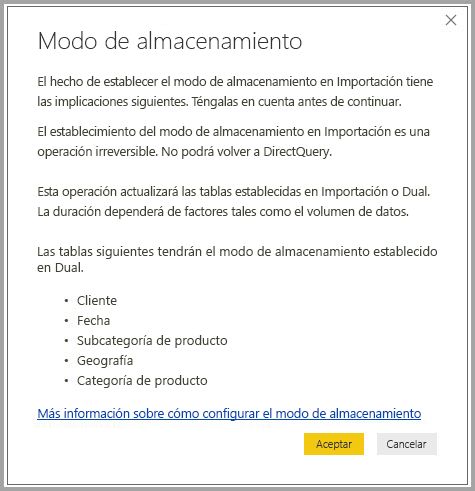 Modo de almacenamiento
El hecho de establecer el modo de almacenamiento en Importación tiene
las implicaciones siguientes. Téngalas en cuenta antes de continuar.
El establecimiento del modo de almacenamiento en Importación es una
operación irreversible. No podrá volver a DirectQuery.
Esta operación actualizará las tablas establecidas en Importación o Dual.
La duración dependerá de factores tales como el volumen de datos.
Las tablas siguientes tendrán el modo de almacenamiento establecido
en Dual.
• Cliente
• Fecha
• Subcategoría de producto
• Geografía
• Categoría de producto
Más información sobre cómo configurar el modo de almacenamiento
Aceptar Cancelar